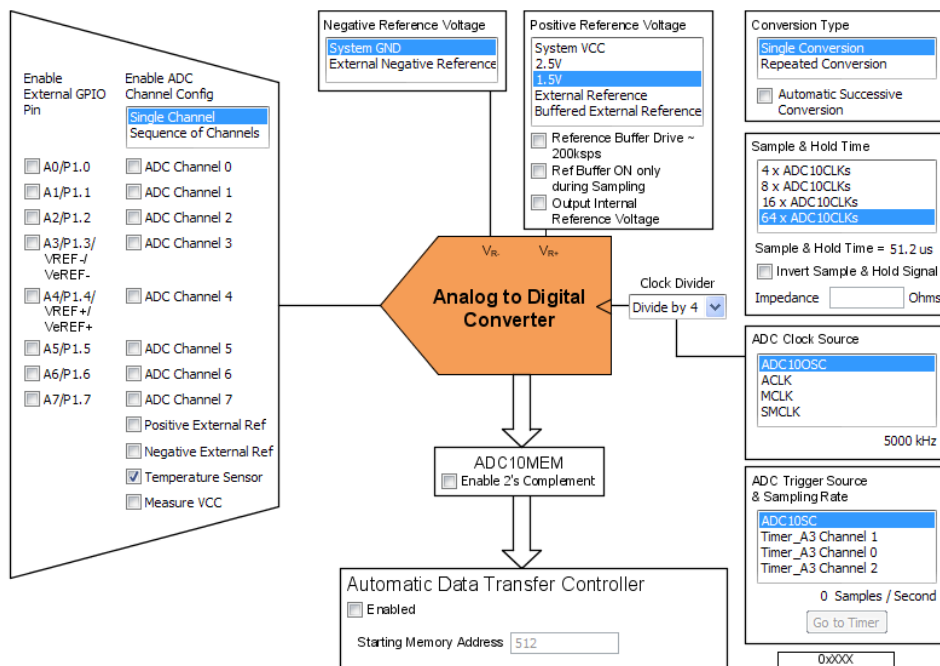 Negative Reference Voltage
System GND
External Negative Reference
Positive Reference Voltage
System VCC
2.5V
1.5V
External Reference
Buffered External Reference
Reference Buffer Drive ~
200ksps
Ref Buffer ON only
during Sampling
Output Internal
Reference Voltage
Conversion Type
Single Conversion
Repeated Conversion
Automatic Successive
Conversion
Enable
External GPIO
Pin
Enable ADC
Channel Config
Single Channel
Sequence of Channels
A0/P1.0
ADC Channel 0
A1/P1.1
ADC Channel 1
A2/P1.2
ADC Channel 2
A3/P1.3/
VREF-/
VeREF-
ADC Channel 3
A4/P1.4/
VREF+/
VeREF+
ADC Channel 4
A5/P1.5
ADC Channel 5
A6/P1.6
ADC Channel 6
A7/P1.7
ADC Channel 7
Positive External Ref
Negative External Ref
Temperature Sensor
Measure VCC
Sample & Hold Time
4 x ADC10CLKs
8 x ADC10CLKs
16 x ADC10CLKs
64 x ADC10CLKs
Sample & Hold Time = 51.2 us
Invert Sample & Hold Signal
Impedance Ohms
VR- VR+
Analog to Digital
Converter
Clock Divider
Divide by 4
ADC Clock Source
ADC10OSC
ACLK
MCLK
SMCLK
5000 kHz
ADC10MEM
Enable 2's Complement
ADC Trigger Source
& Sampling Rate
ADC10SC
Timer_A3 Channel 1
Timer_A3 Channel 0
Timer_A3 Channel 2
0 Samples / Second
Go to Timer
Automatic Data Transfer Controller
Enabled
Starting Memory Address 512
0xXXX